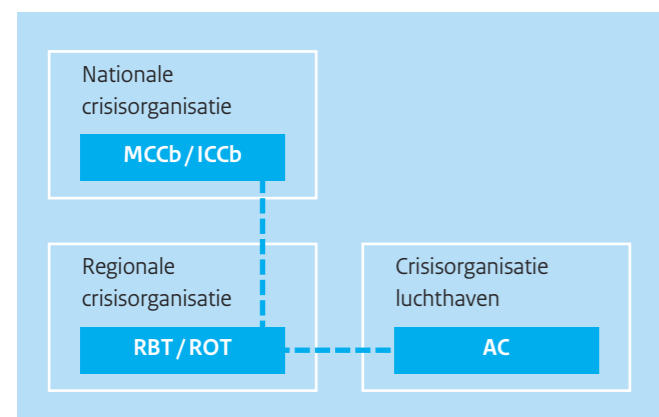 Nationale
crisisorganisatie
MCCb / ICCb
Regionale
crisisorganisatie
RBT / ROT
Crisisorganisatie
luchthaven
AC